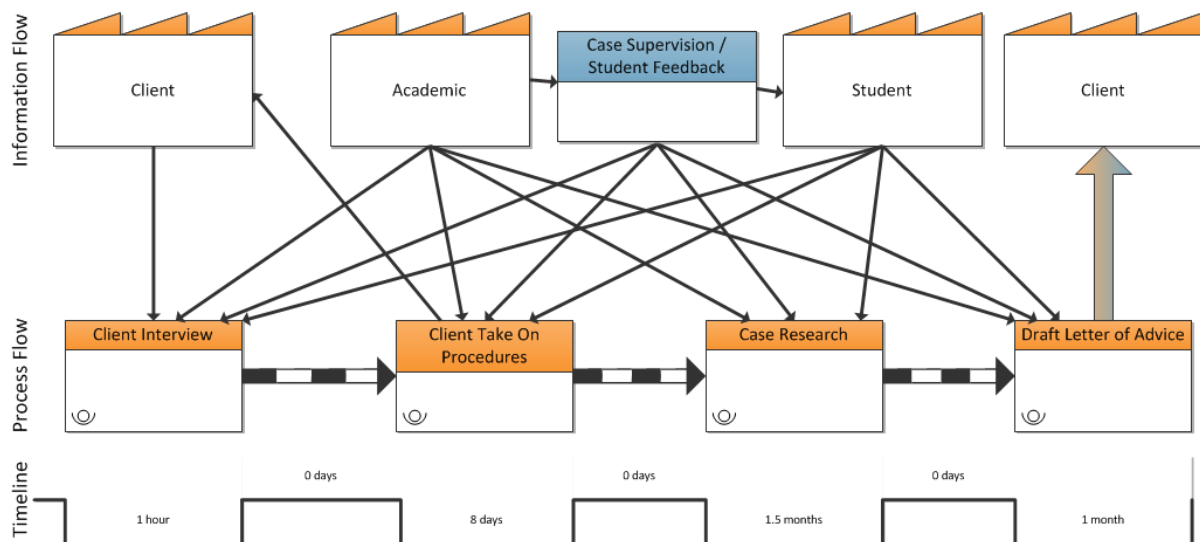 Information Flow
Client
Academic
Case Supervision /
Student Feedback
Student
Client
Process Flow
Client Interview
Client Take On
Procedures
Case Research
Draft Letter of Advice
Timeline
0 days
0 days
0 days
1 hour
8 days
1.5 months
1 month